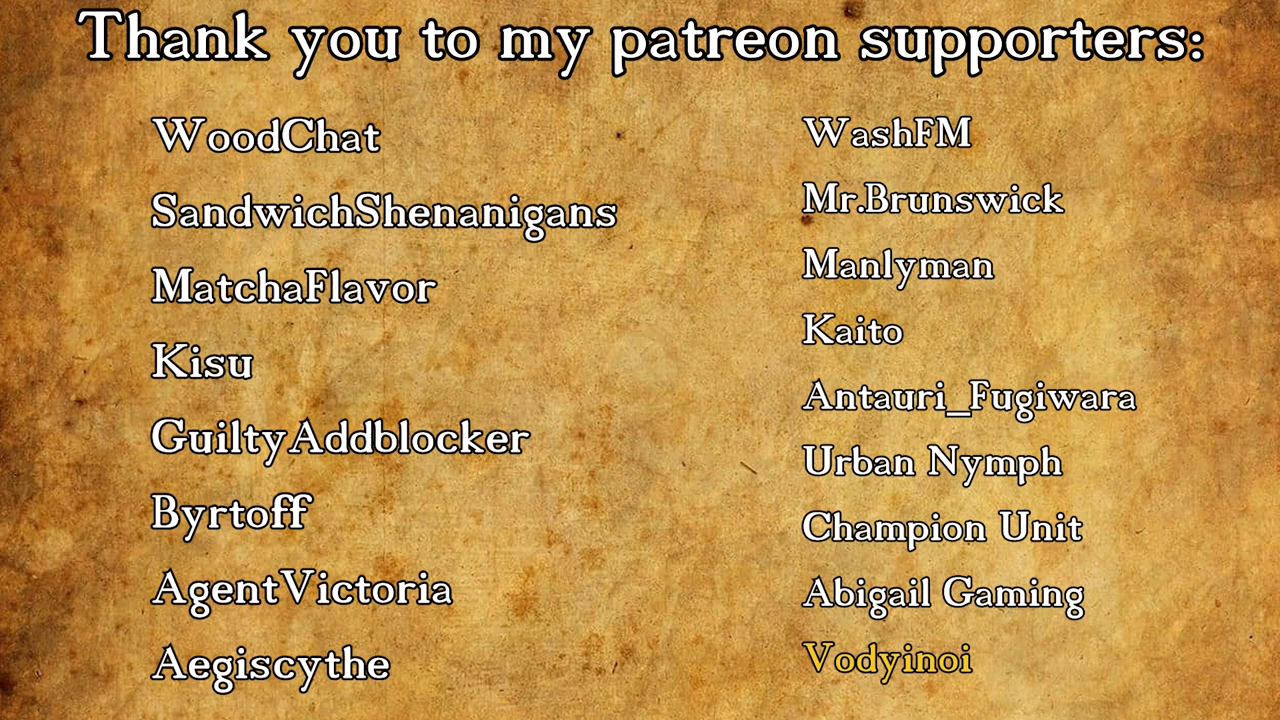 Thank you to my patreon supporters:
WoodChat
SandwichShenanigans
MatchaFlavor
Kisu
GuiltyAddblocker
Byrtoff
AgentVictoria
Aegiscythe
WashFM
Mr.Brunswick
Manlyman
Kaito
Antauri_Fugiwara
Urban Nymph
Champion Unit
Abigail Gaming
Vodyinoi